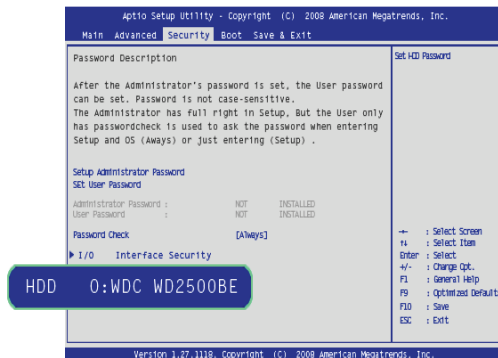 Aptio Setup Utility - Copyright (C) 2008 American Megatrends, Inc.
Main Advanced Security Boot Save & Exit
Password Description
After the Administrator's password is set, the User password
can be set. Password is not case-sensitive.
The Administrator has full right in Setup, But the User only
has passwordcheck is used to ask the password when entering
Setup and OS (Aways) or just entering (Setup) .
Setup Administrator Password
SEt User Password
Administrator Password : NOT INSTALLED
User Password : NOT INSTALLED
Password Check [Always]
I/O Interface Security
HDD 0:WDC WD2500BE
Set HDD Password
: Select Screen
↑↓ : Select Item
Enter : Select
+/- : Charge Opt.
F1 : General Help
F9 : Optimized Default
F10 : Save
ESC : Exit
Version 1.27.1118. Copyright (C) 2008 American Megatrends, Inc.